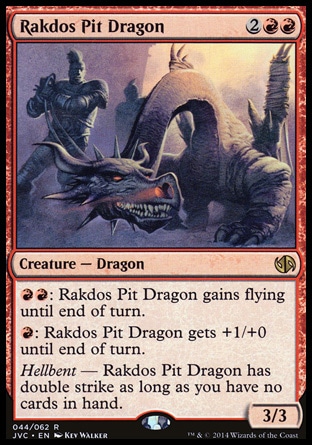 Rakdos Pit Dragon 2
Creature — Dragon
: Rakdos Pit Dragon gains flying
until end of turn.
: Rakdos Pit Dragon gets +1/+0
until end of turn.
Hellbent — Rakdos Pit Dragon has
double strike as long as you have
no cards in hand.
3/3
044/062 R
JVC • EN Kev Walker
™ & © 2014 Wizards of the Coast